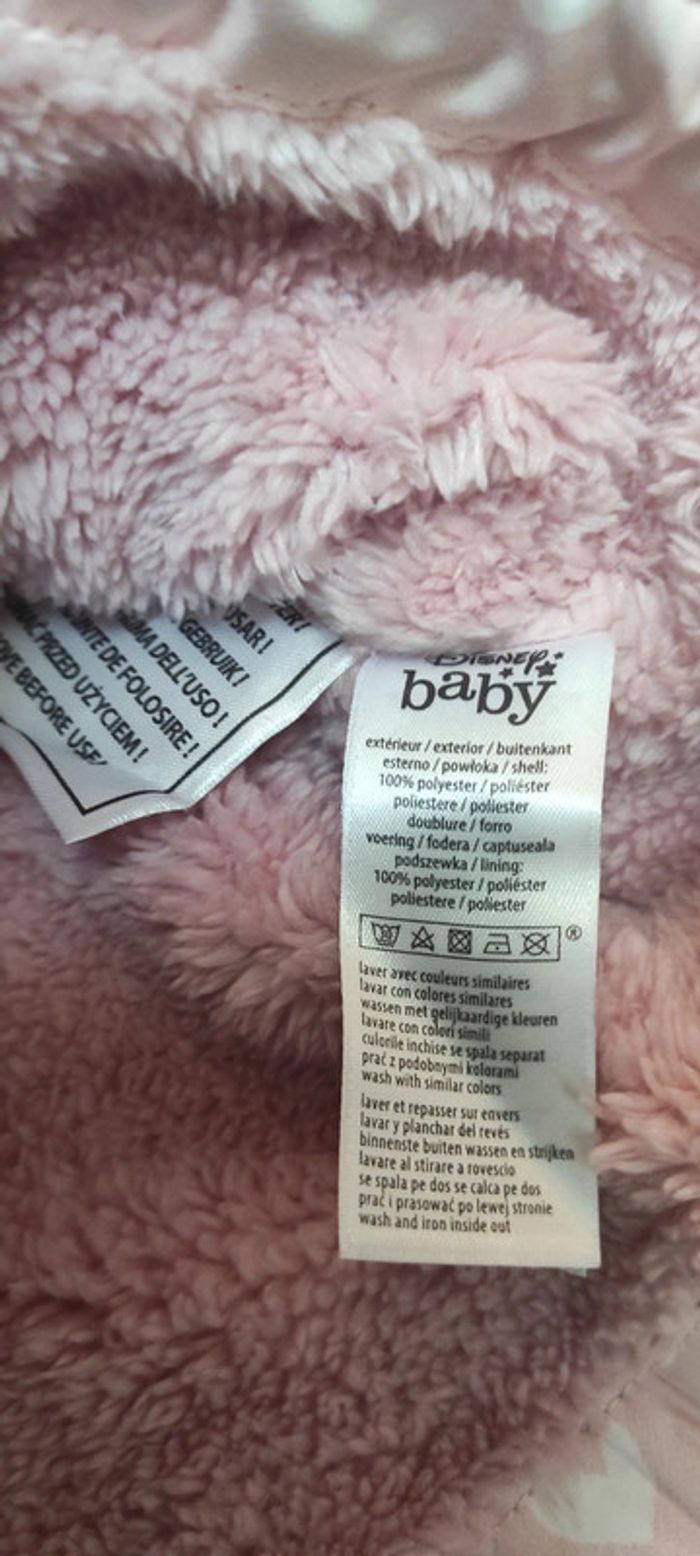 USAR!
GEBRUIK!
DELL'USO!
DE FOLOSIRE!
PRZED UŻYCIEM!
BEFORE USE!
Disney
baby
extérieur / exterior / buitenkant
esterno / powłoka / shell:
100% polyester / poliéster
poliestere / poliester
doublure / forro
voering / fodera / captuseala
podszewka / lining:
100% polyester / poliéster
poliestere / poliester
®
laver avec couleurs similaires
lavar con colores similares
wassen met gelijkaardige kleuren
lavare con colori simili
culorile inchise se spala separat
prać z podobnymi kolorami
wash with similar colors
laver et repasser sur envers
lavar y planchar del revés
binnenste buiten wassen en strijken
lavare al stirare a rovescio
se spala pe dos se calca pe dos
prać i prasować po lewej stronie
wash and iron inside out